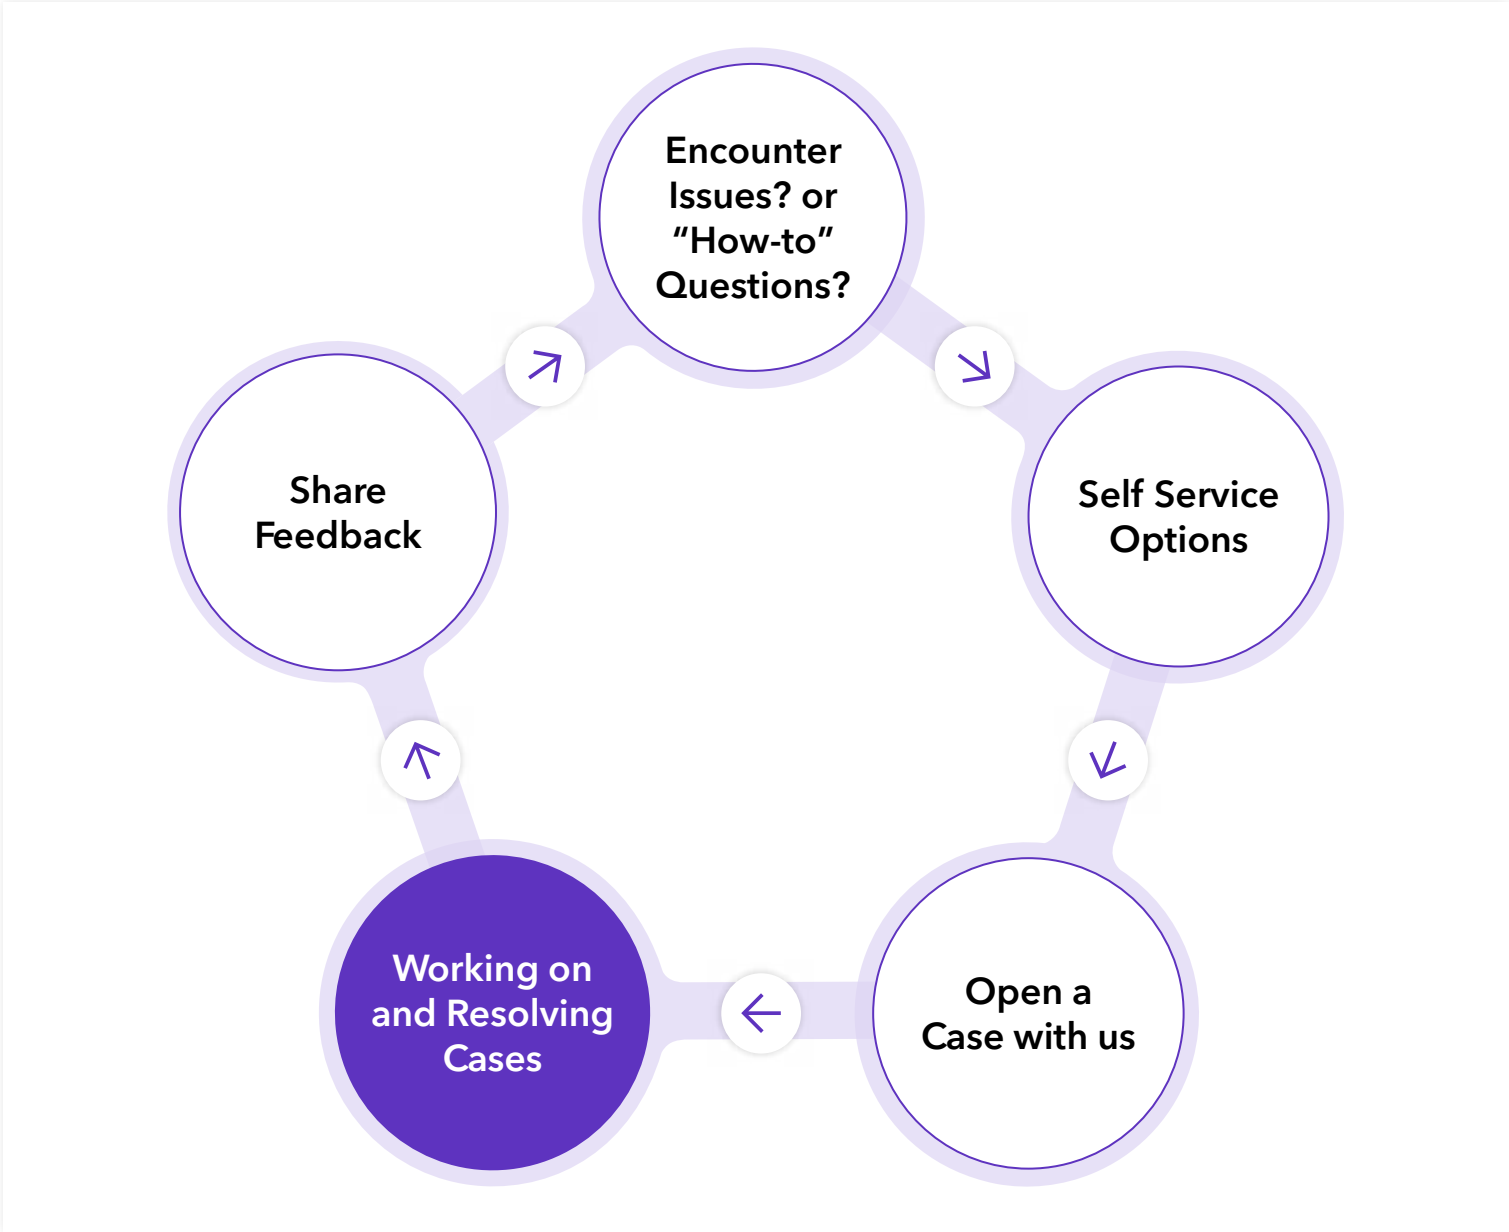 Encounter
Issues? or
“How-to”
Questions?
Self Service
Options
Open a
Case with us
Working on
and Resolving
Cases
Share
Feedback